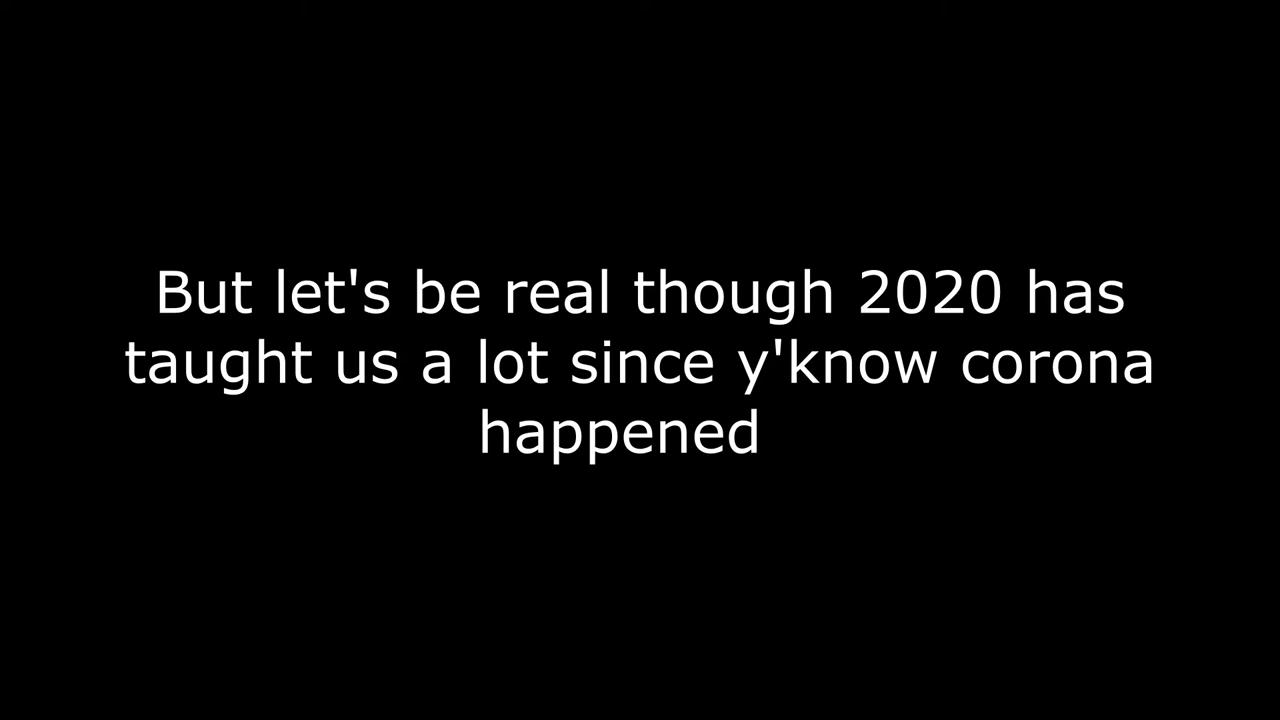 But let's be real though 2020 has
taught us a lot since y'know corona
happened